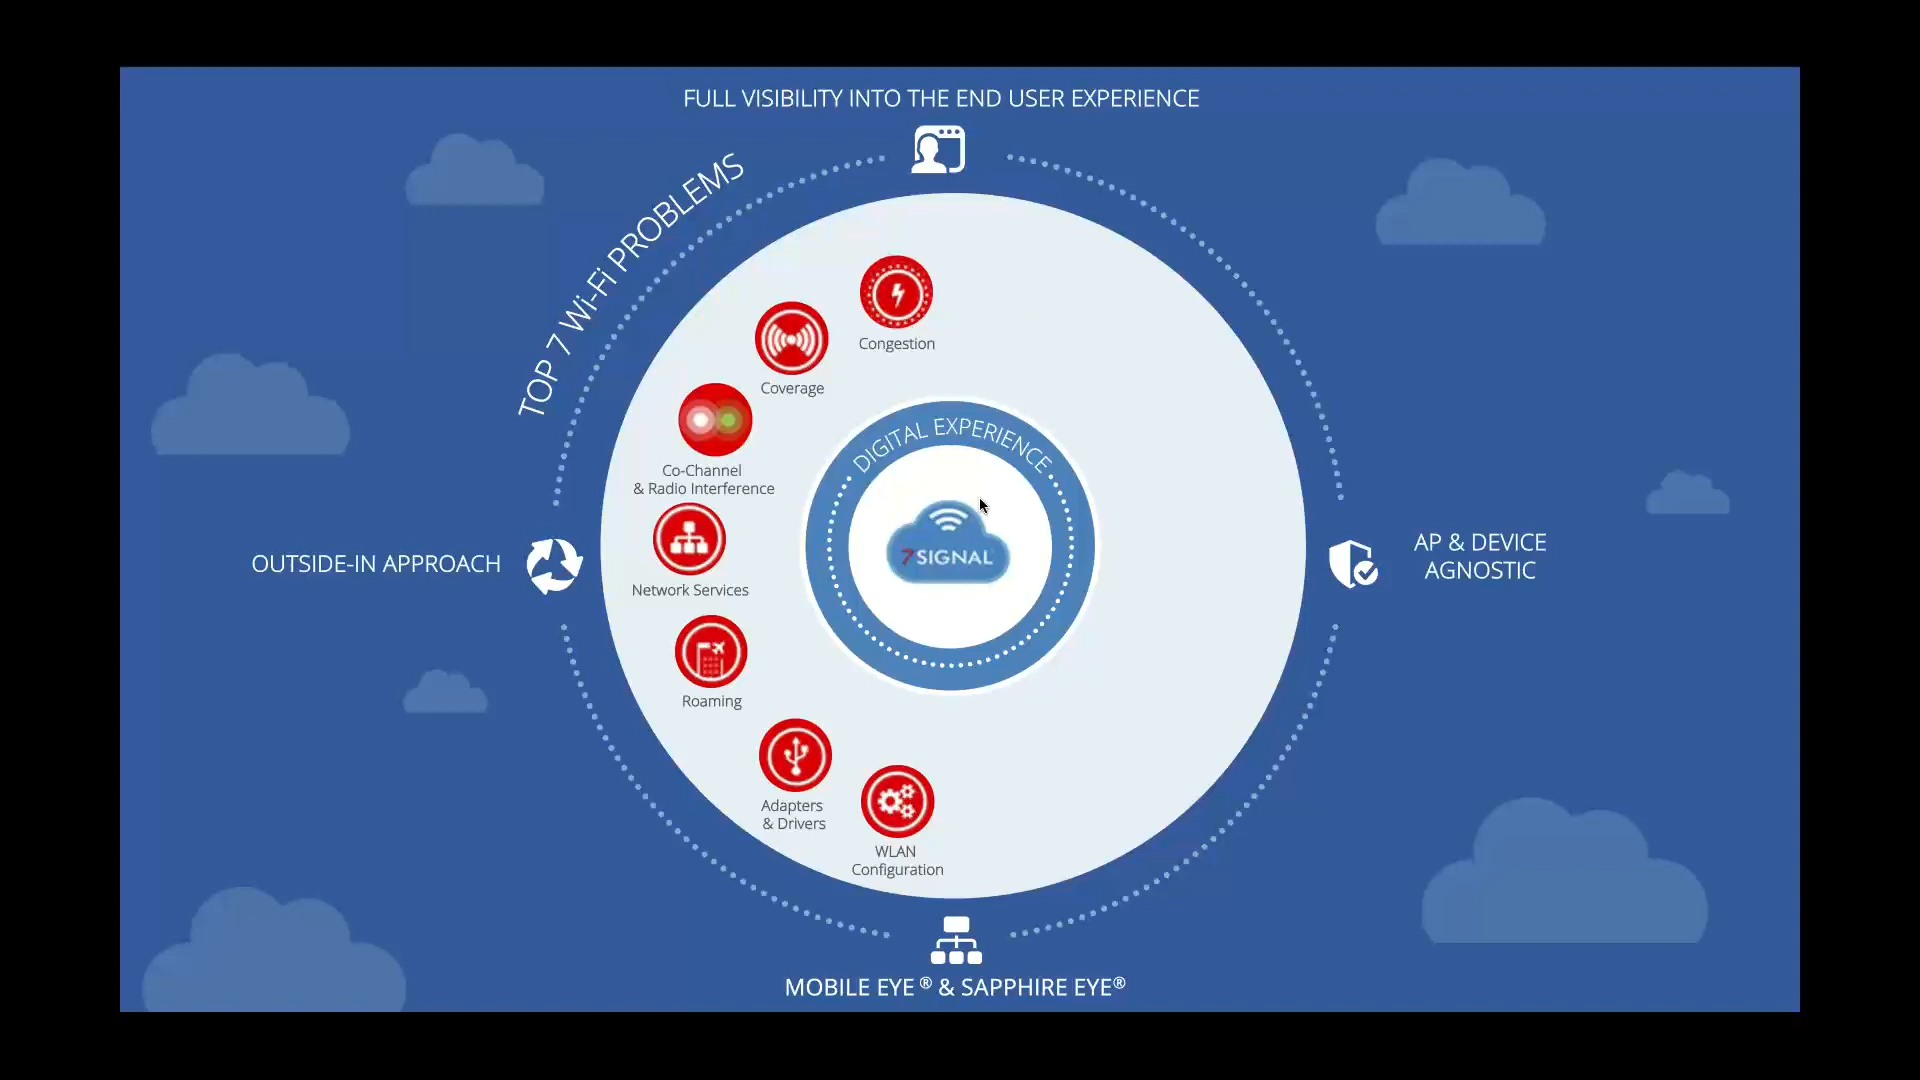 FULL VISIBILITY INTO THE END USER EXPERIENCE
TOP 7 Wi-Fi PROBLEMS
Congestion
Coverage
Co-Channel
& Radio Interference
Network Services
Roaming
Adapters
& Drivers
WLAN
Configuration
DIGITAL EXPERIENCE
7SIGNAL
OUTSIDE-IN APPROACH
AP & DEVICE
AGNOSTIC
MOBILE EYE® & SAPPHIRE EYE®